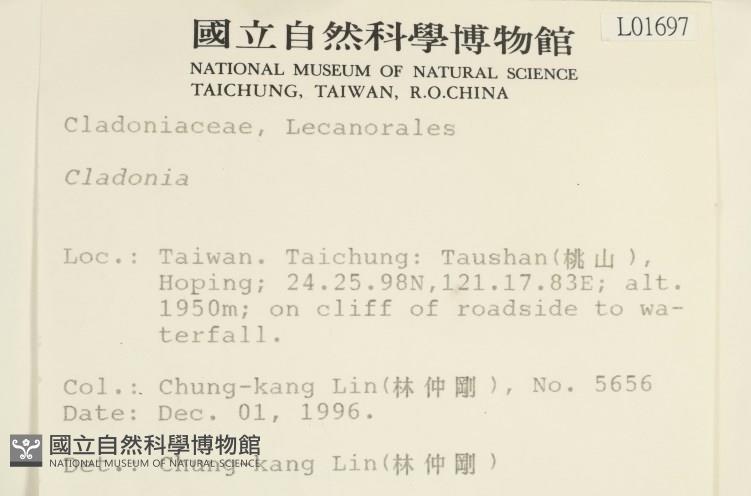 國立自然科學博物館
L01697
NATIONAL MUSEUM OF NATURAL SCIENCE
TAICHUNG, TAIWAN, R.O.CHINA
Cladoniaceae, Lecanorales
Cladonia
Loc.: Taiwan. Taichung: Taushan(桃山),
Hoping; 24.25.98N,121.17.83E; alt.
1950m; on cliff of roadside to wa-
terfall.
Col.: Chung-kang Lin(林仲剛), No. 5656
Date: Dec. 01, 1996.
國立自然科學博物館
NATIONAL MUSEUM OF NATURAL SCIENCE
Det.: Chung-kang Lin(林仲剛)